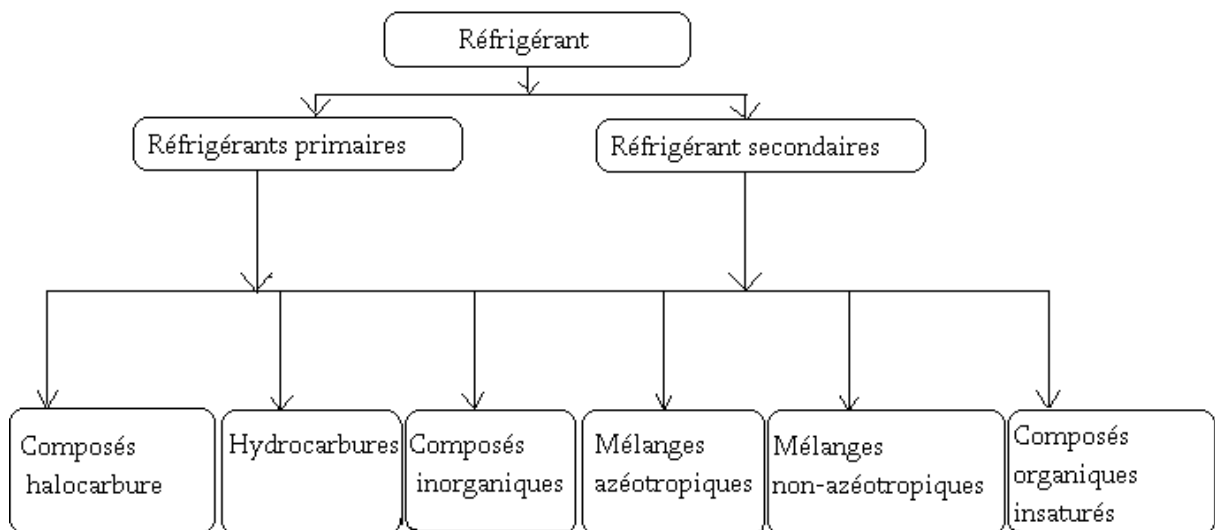 Réfrigérant
Réfrigérants primaires
Réfrigérant secondaires
Composés
halocarbure
Hydrocarbures
Composés
inorganiques
Mélanges
azéotropiques
Mélanges
non-azéotropiques
Composés
organiques
insaturés